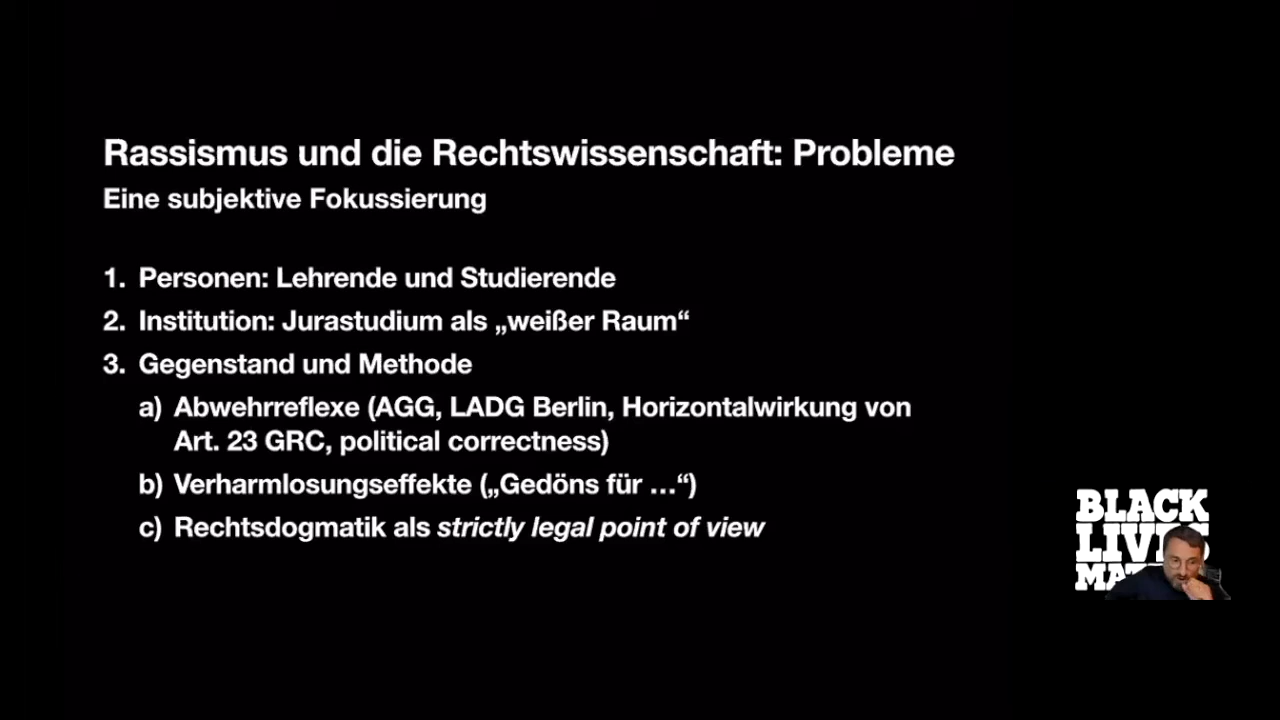 Rassismus und die Rechtswissenschaft: Probleme
Eine subjektive Fokussierung
1. Personen: Lehrende und Studierende
2. Institution: Jurastudium als „weißer Raum“
3. Gegenstand und Methode
a) Abwehrreflexe (AGG, LADG Berlin, Horizontalwirkung von
Art. 23 GRC, political correctness)
b) Verharmlosungseffekte („Gedöns für …“)
c) Rechtsdogmatik als strictly legal point of view
BLACK